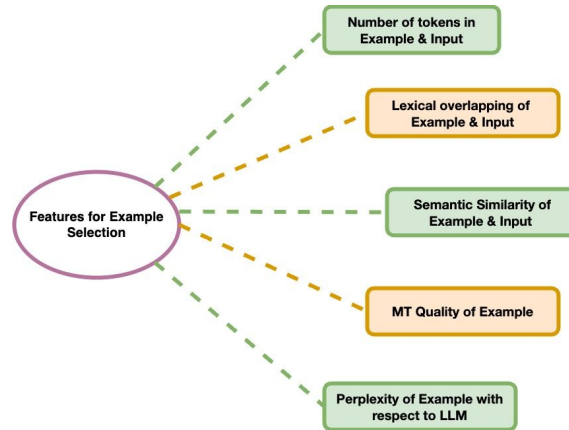 Number of tokens in
Example & Input
Lexical overlapping of
Example & Input
Features for Example
Selection
Semantic Similarity of
Example & Input
MT Quality of Example
Perplexity of Example with
respect to LLM